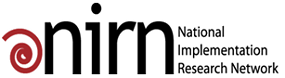 nirn
National
Implementation
Research Network